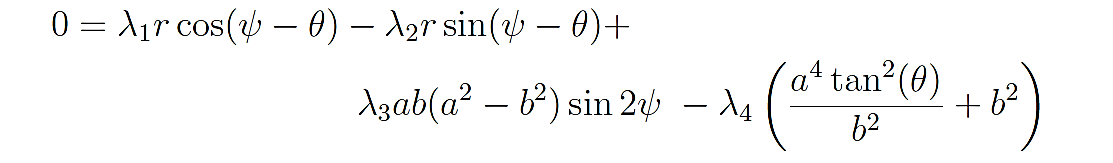 0 = λ₁r cos(ψ − θ) − λ₂r sin(ψ − θ)+
λ₃ab(a² − b²) sin 2ψ − λ₄ ( a⁴ tan²(θ) / b² + b² )